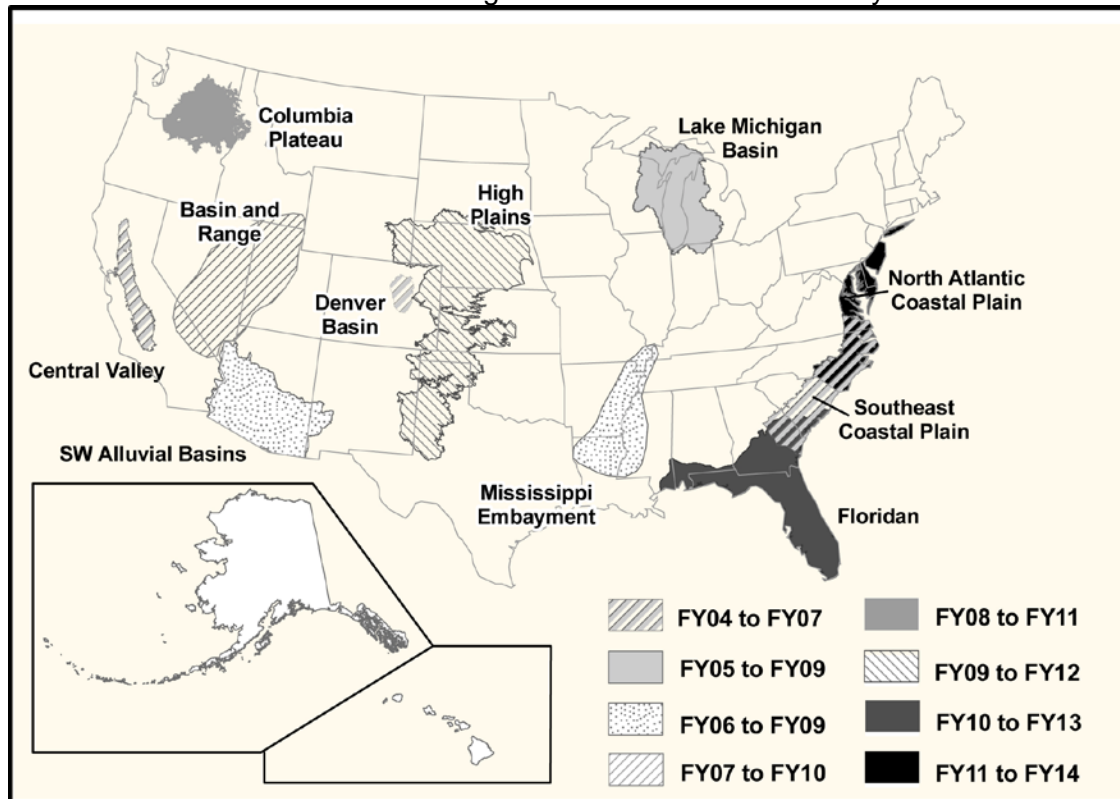 Columbia
Plateau
Lake Michigan
Basin
High
Plains
Basin and
Range
North Atlantic
Coastal Plain
Denver
Basin
Central Valley
Southeast
Coastal Plain
SW Alluvial Basins
Mississippi
Embayment
Floridan
FY04 to FY07
FY05 to FY09
FY06 to FY09
FY07 to FY10
FY08 to FY11
FY09 to FY12
FY10 to FY13
FY11 to FY14